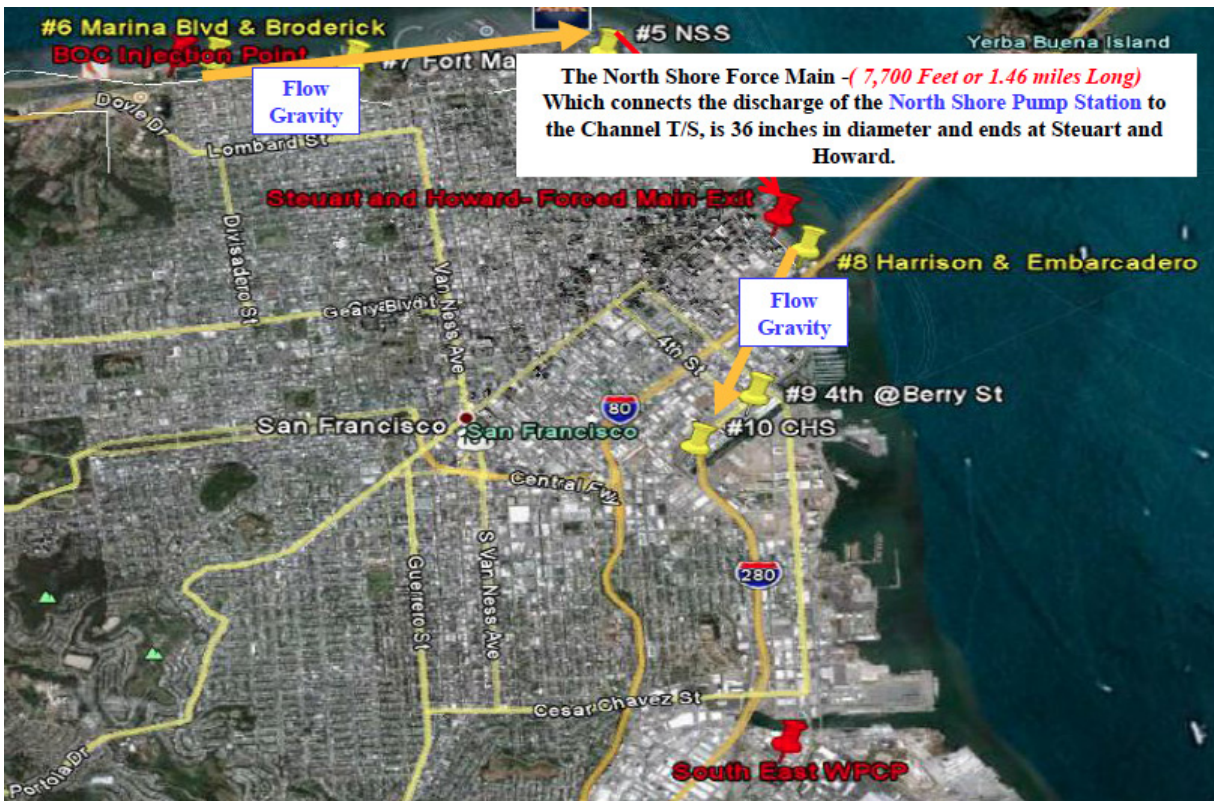 #6 Marina Blvd & Broderick
#5 NSS
BOC Injection Point
#7 Fort Ma
Yerba Buena Island
Flow
Gravity
The North Shore Force Main -( 7,700 Feet or 1.46 miles Long)
Which connects the discharge of the North Shore Pump Station to
the Channel T/S, is 36 inches in diameter and ends at Steuart and
Howard.
Lombard St
Steuart and Howard- Forced Main Exit
#8 Harrison & Embarcadero
Divisadero St
Van Ness Ave
Flow
Gravity
Geary Blvd
4th St
#9 4th @Berry St
80
San Francisco
San Francisco
#10 CHS
Central Fwy
S Van Ness Ave
Guerrero St
280
Cesar Chavez St
South East WPCP
Portola Dr